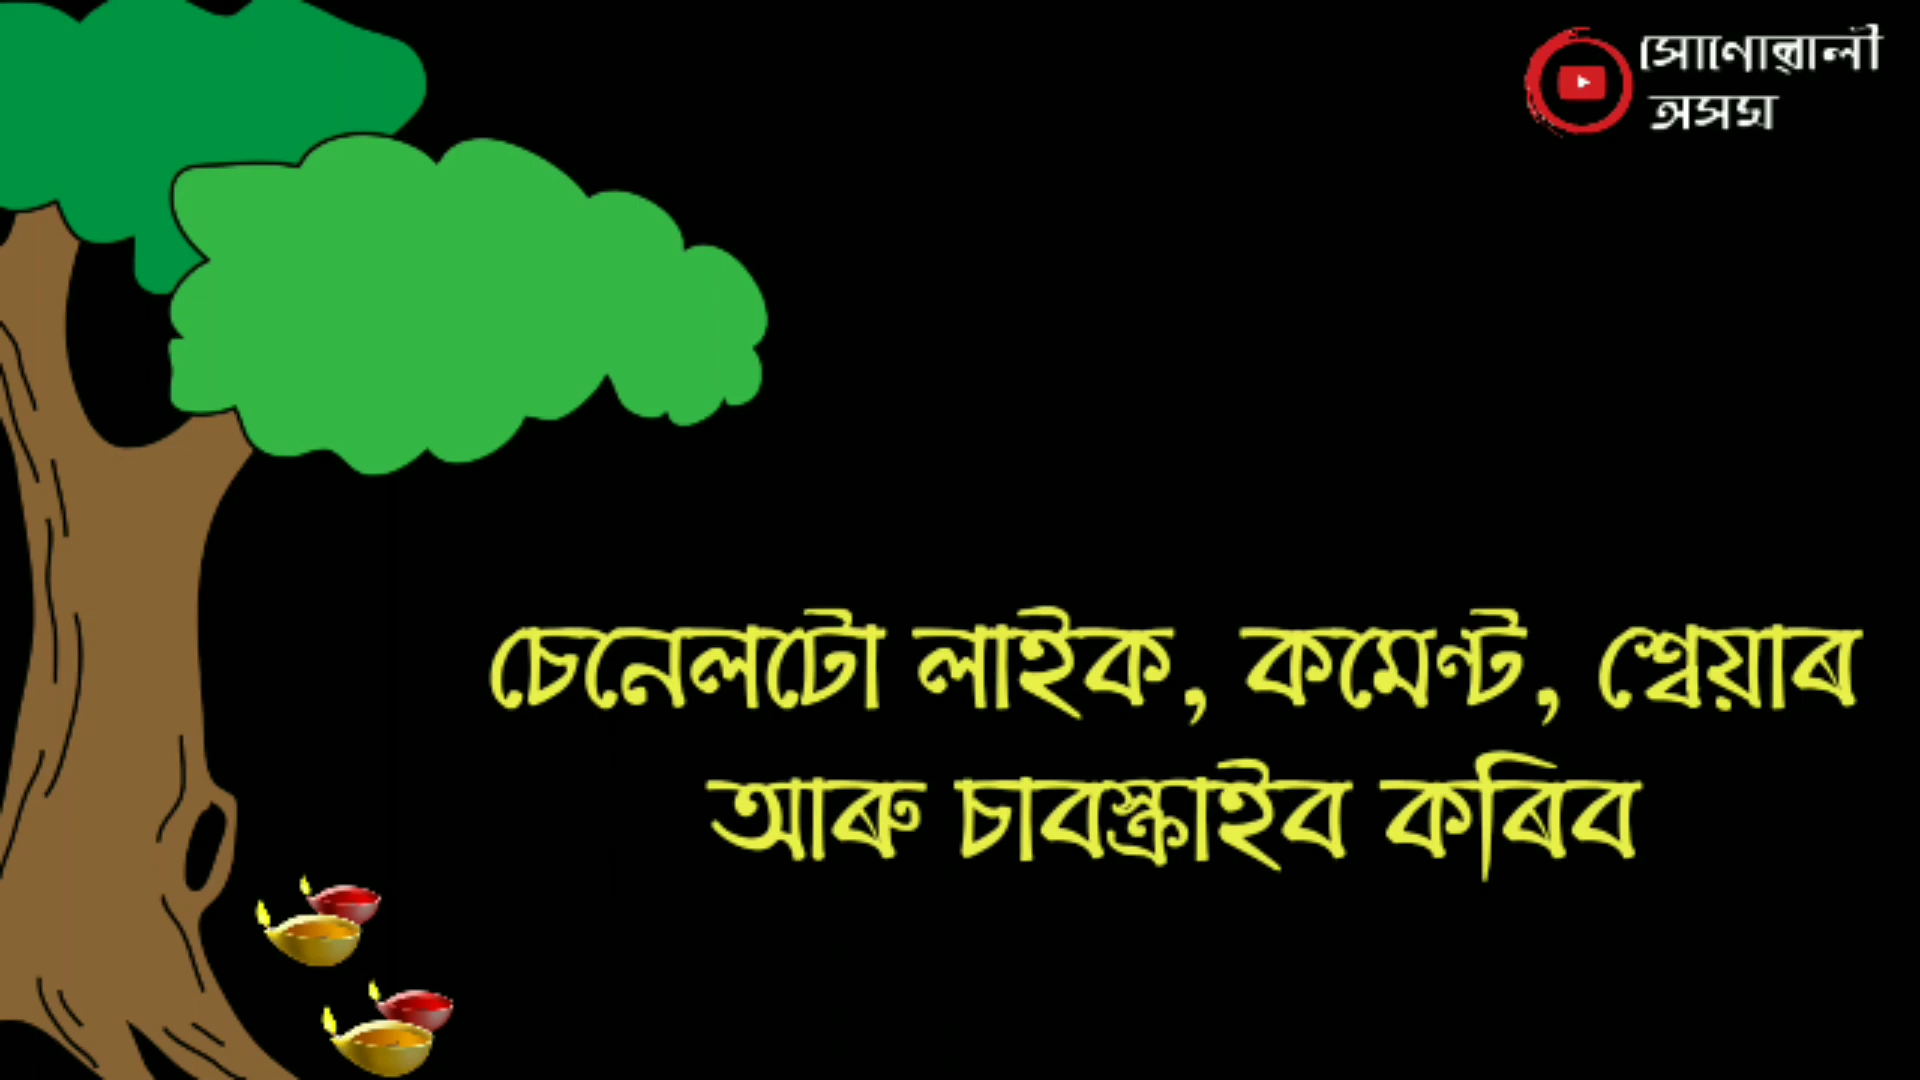 সোণোৱালী
অসম
চেনেলটো লাইক, কমেণ্ট, শ্বেয়াৰ
আৰু চাবস্ক্ৰাইব কৰিব